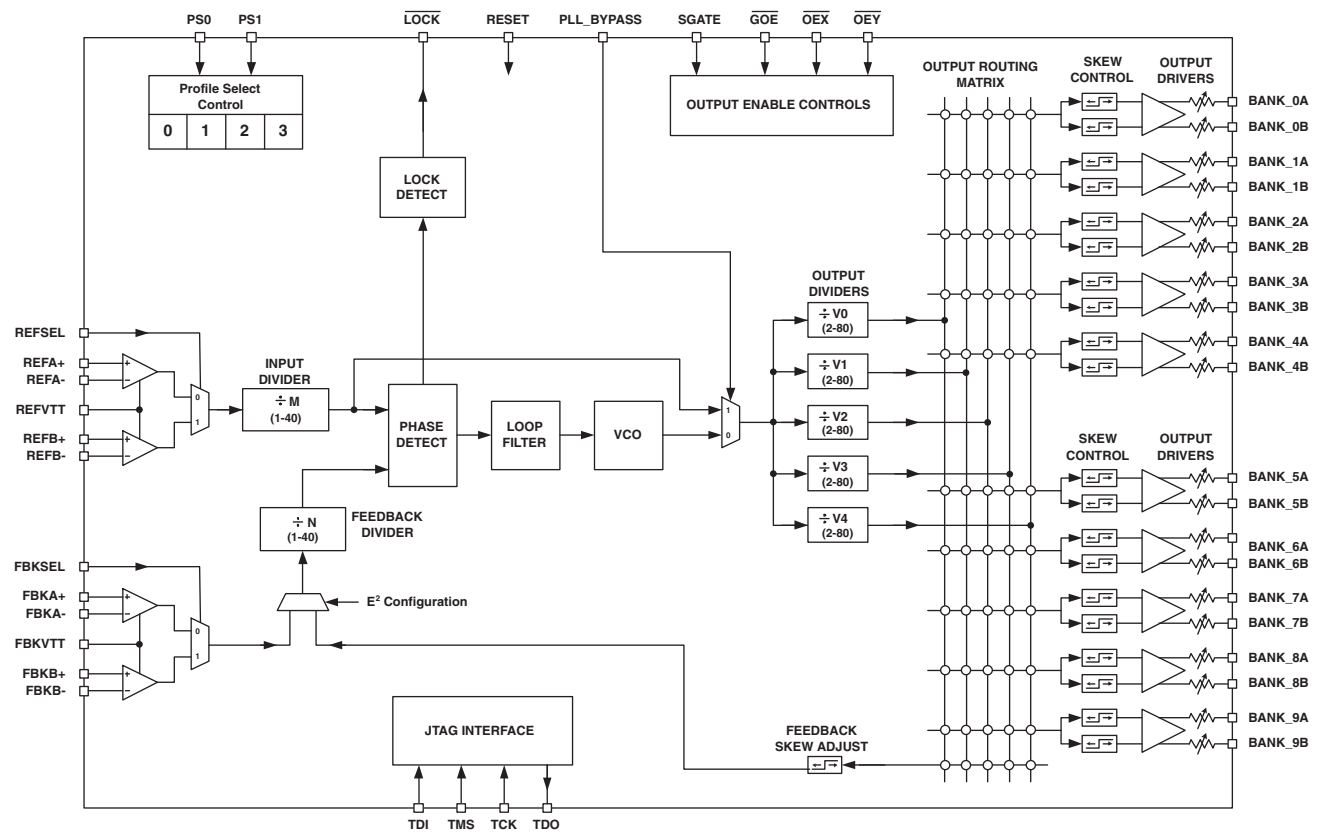 PS0 PS1 LOCK RESET PLL_BYPASS SGATE GOE OEX OEY
Profile Select
Control
0 1 2 3
OUTPUT ENABLE CONTROLS
OUTPUT ROUTING
MATRIX
SKEW
CONTROL
OUTPUT
DRIVERS
BANK_0A
BANK_0B
BANK_1A
BANK_1B
BANK_2A
BANK_2B
BANK_3A
BANK_3B
BANK_4A
BANK_4B
LOCK
DETECT
OUTPUT
DIVIDERS
÷ V0
(2-80)
÷ V1
(2-80)
÷ V2
(2-80)
÷ V3
(2-80)
÷ V4
(2-80)
REFSEL
REFA+
REFA-
REFVTT
REFB+
REFB-
+
−
+
−
0
1
INPUT
DIVIDER
÷ M
(1-40)
PHASE
DETECT
LOOP
FILTER
VCO
1
0
÷ N
(1-40)
FEEDBACK
DIVIDER
SKEW
CONTROL
OUTPUT
DRIVERS
BANK_5A
BANK_5B
BANK_6A
BANK_6B
BANK_7A
BANK_7B
BANK_8A
BANK_8B
BANK_9A
BANK_9B
FBKSEL
FBKA+
FBKA-
FBKVTT
FBKB+
FBKB-
+
−
+
−
0
1
E² Configuration
JTAG INTERFACE
FEEDBACK
SKEW ADJUST
TDI TMS TCK TDO